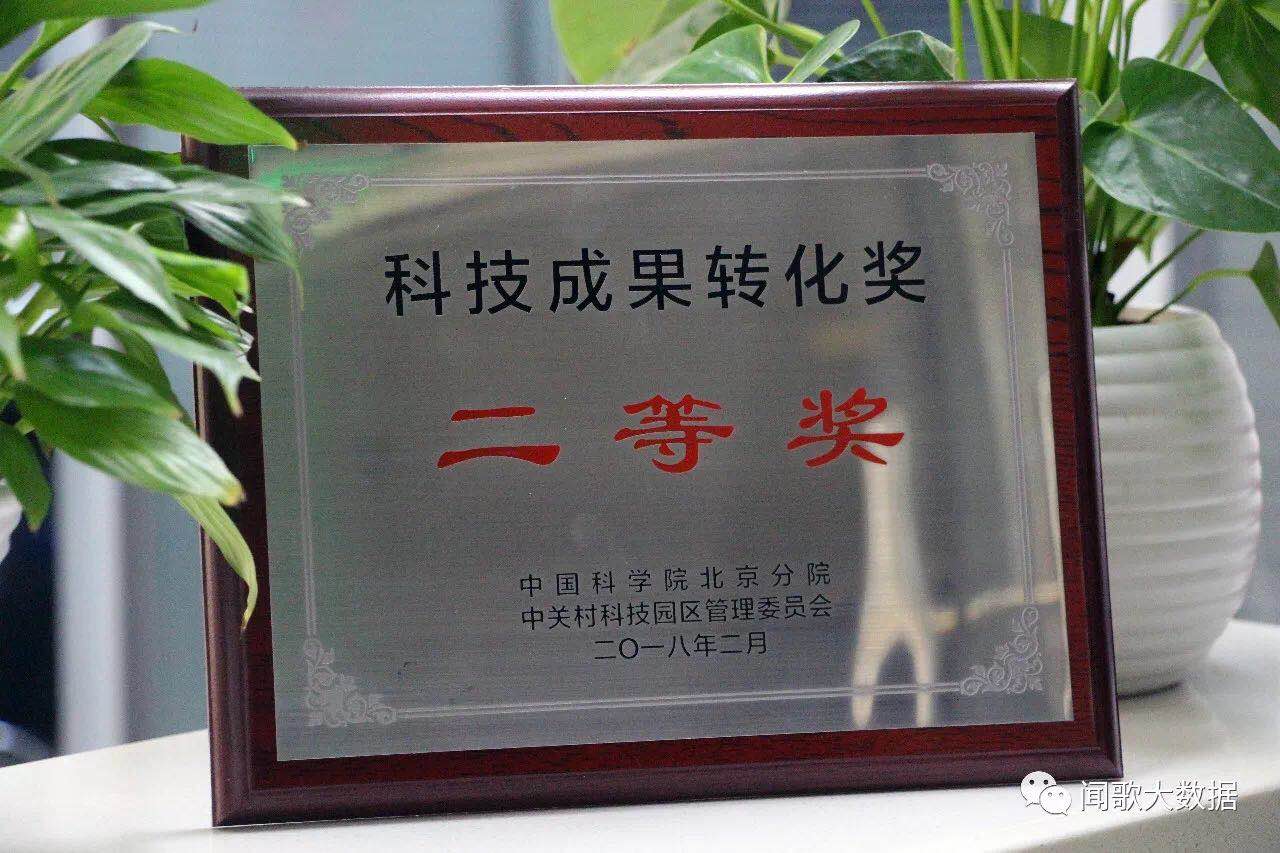 科技成果转化奖
二等奖
中国科学院北京分院
中关村科技园区管理委员会
二〇一八年二月
闻歌大数据